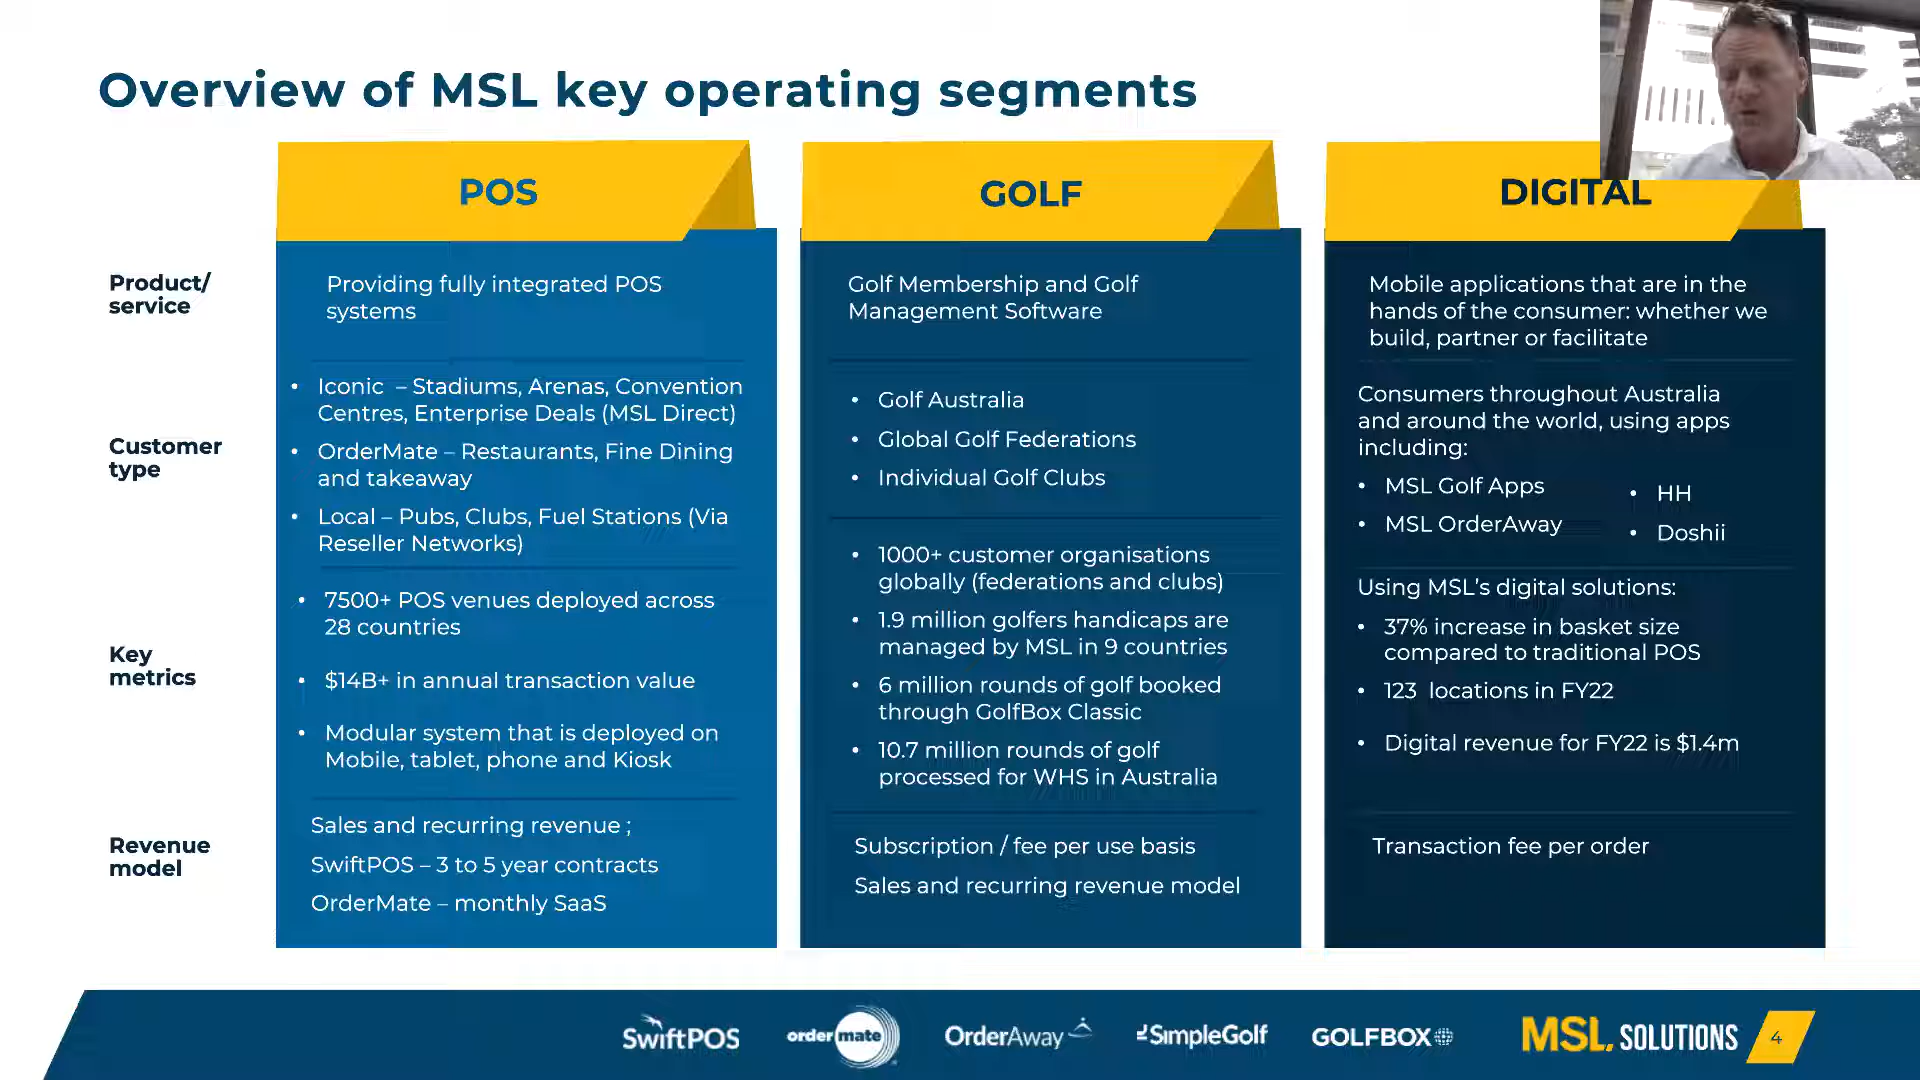 Overview of MSL key operating segments
POS
GOLF
DIGITAL
Product/
service
Providing fully integrated POS
systems
Golf Membership and Golf
Management Software
Mobile applications that are in the
hands of the consumer: whether we
build, partner or facilitate
Customer
type
• Iconic – Stadiums, Arenas, Convention
Centres, Enterprise Deals (MSL Direct)
• OrderMate – Restaurants, Fine Dining
and takeaway
• Local – Pubs, Clubs, Fuel Stations (Via
Reseller Networks)
• Golf Australia
• Global Golf Federations
• Individual Golf Clubs
Consumers throughout Australia
and around the world, using apps
including:
• MSL Golf Apps
• MSL OrderAway
• HH
• Doshii
Key
metrics
• 7500+ POS venues deployed across
28 countries
• $14B+ in annual transaction value
• Modular system that is deployed on
Mobile, tablet, phone and Kiosk
• 1000+ customer organisations
globally (federations and clubs)
• 1.9 million golfers handicaps are
managed by MSL in 9 countries
• 6 million rounds of golf booked
through GolfBox Classic
• 10.7 million rounds of golf
processed for WHS in Australia
Using MSL’s digital solutions:
• 37% increase in basket size
compared to traditional POS
• 123 locations in FY22
• Digital revenue for FY22 is $1.4m
Revenue
model
Sales and recurring revenue ;
SwiftPOS – 3 to 5 year contracts
OrderMate – monthly SaaS
Subscription / fee per use basis
Sales and recurring revenue model
Transaction fee per order
SwiftPOS
order mate
OrderAway
SimpleGolf
GOLFBOX
MSL SOLUTIONS
4